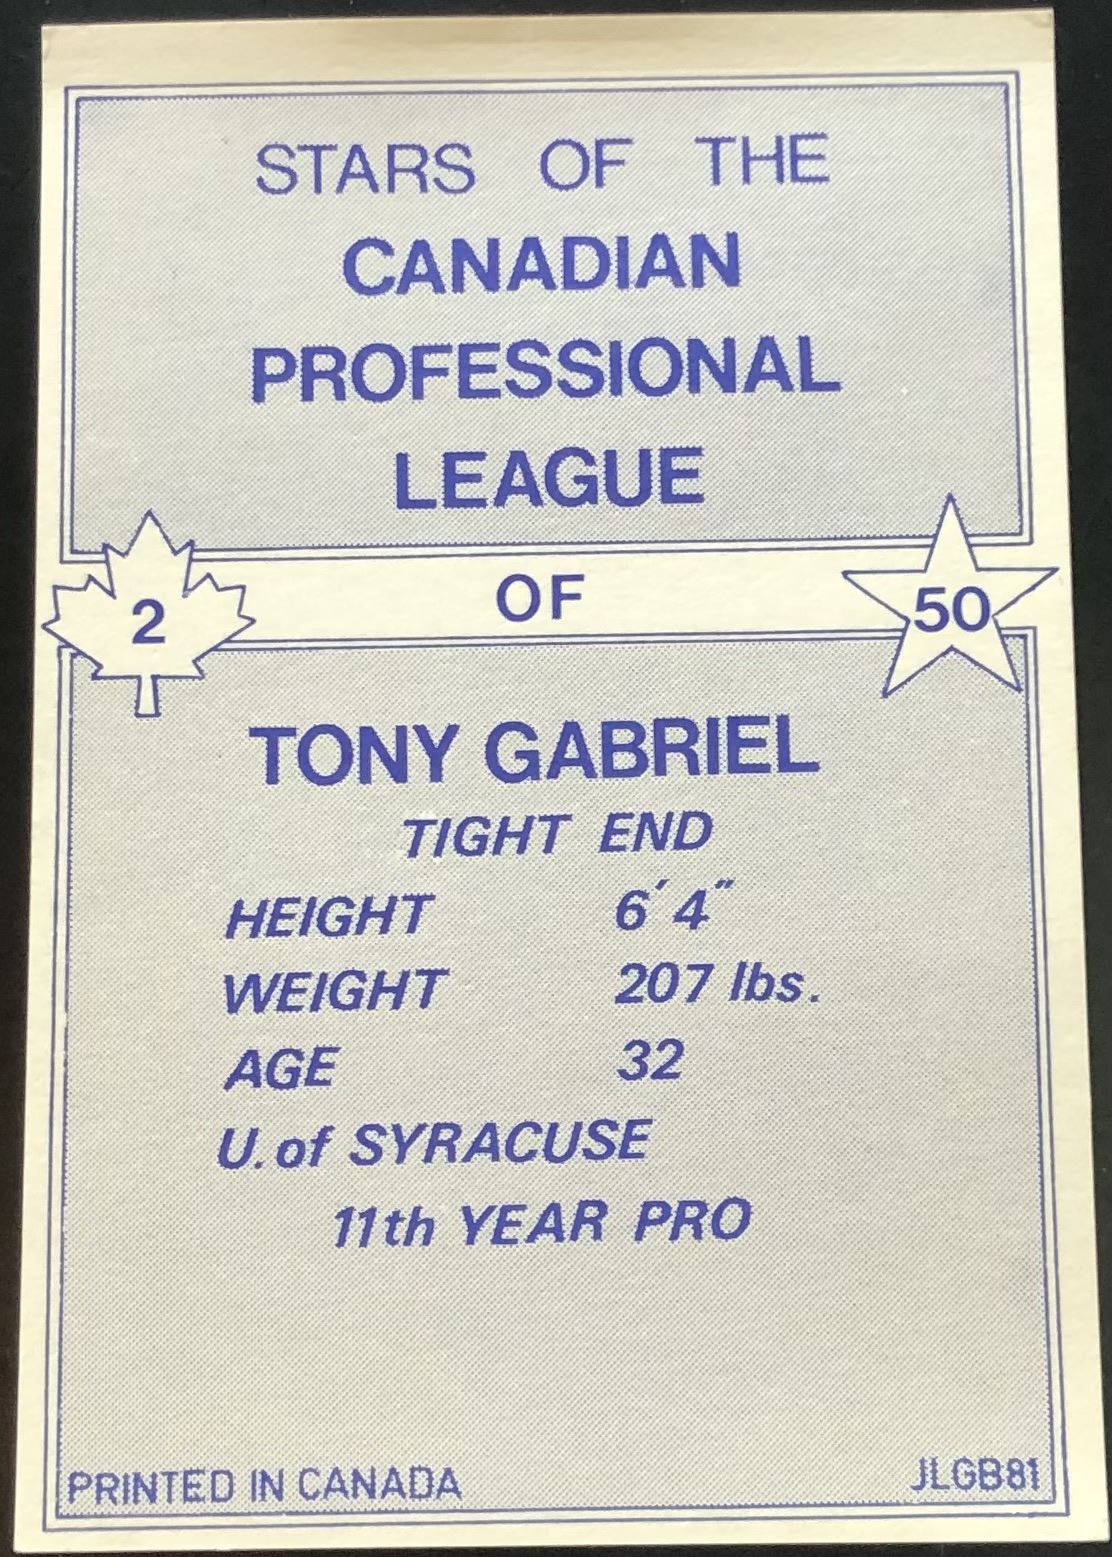 STARS OF THE
CANADIAN
PROFESSIONAL
LEAGUE
2 OF 50
TONY GABRIEL
TIGHT END
HEIGHT 6´4˝
WEIGHT 207 lbs.
AGE 32
U. of SYRACUSE
11th YEAR PRO
PRINTED IN CANADA JLGB81